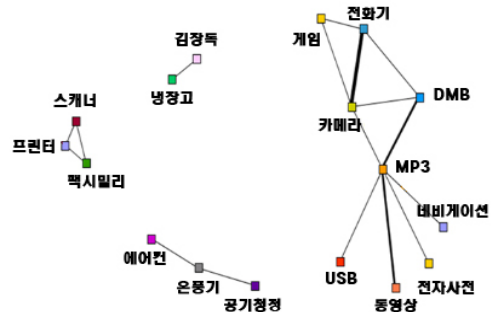 전화기
게임
김장독
냉장고
스캐너
DMB
카메라
프린터
MP3
팩시밀리
네비게이션
에어컨
온풍기
USB
전자사전
공기청정
동영상